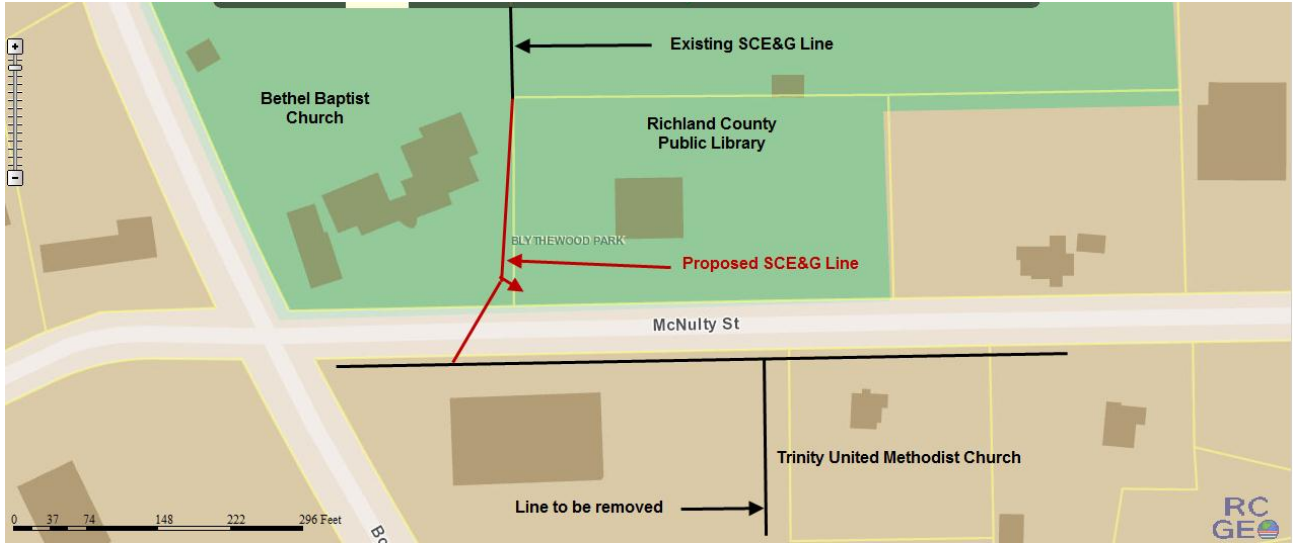 +
Existing SCE&G Line
Bethel Baptist
Church
Richland County
Public Library
-
BLYTHEWOOD PARK
Proposed SCE&G Line
McNulty St
Trinity United Methodist Church
Line to be removed
0 37 74 148 222 296 Feet
Bo
RC
GEO